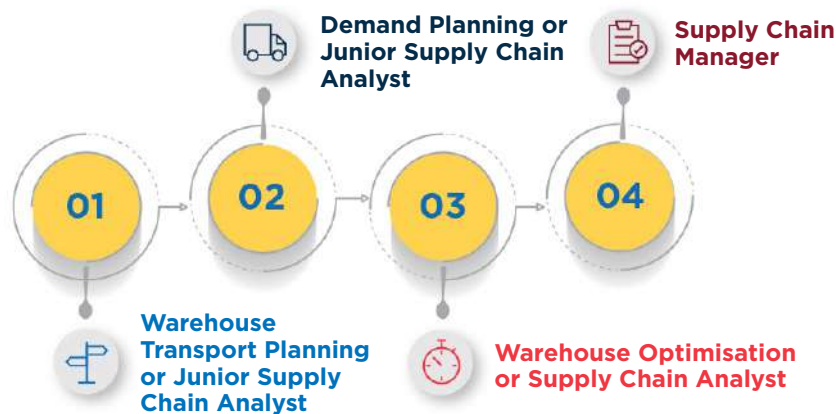 01
Warehouse
Transport Planning
or Junior Supply
Chain Analyst
02
Demand Planning or
Junior Supply Chain
Analyst
03
Warehouse Optimisation
or Supply Chain Analyst
04
Supply Chain
Manager